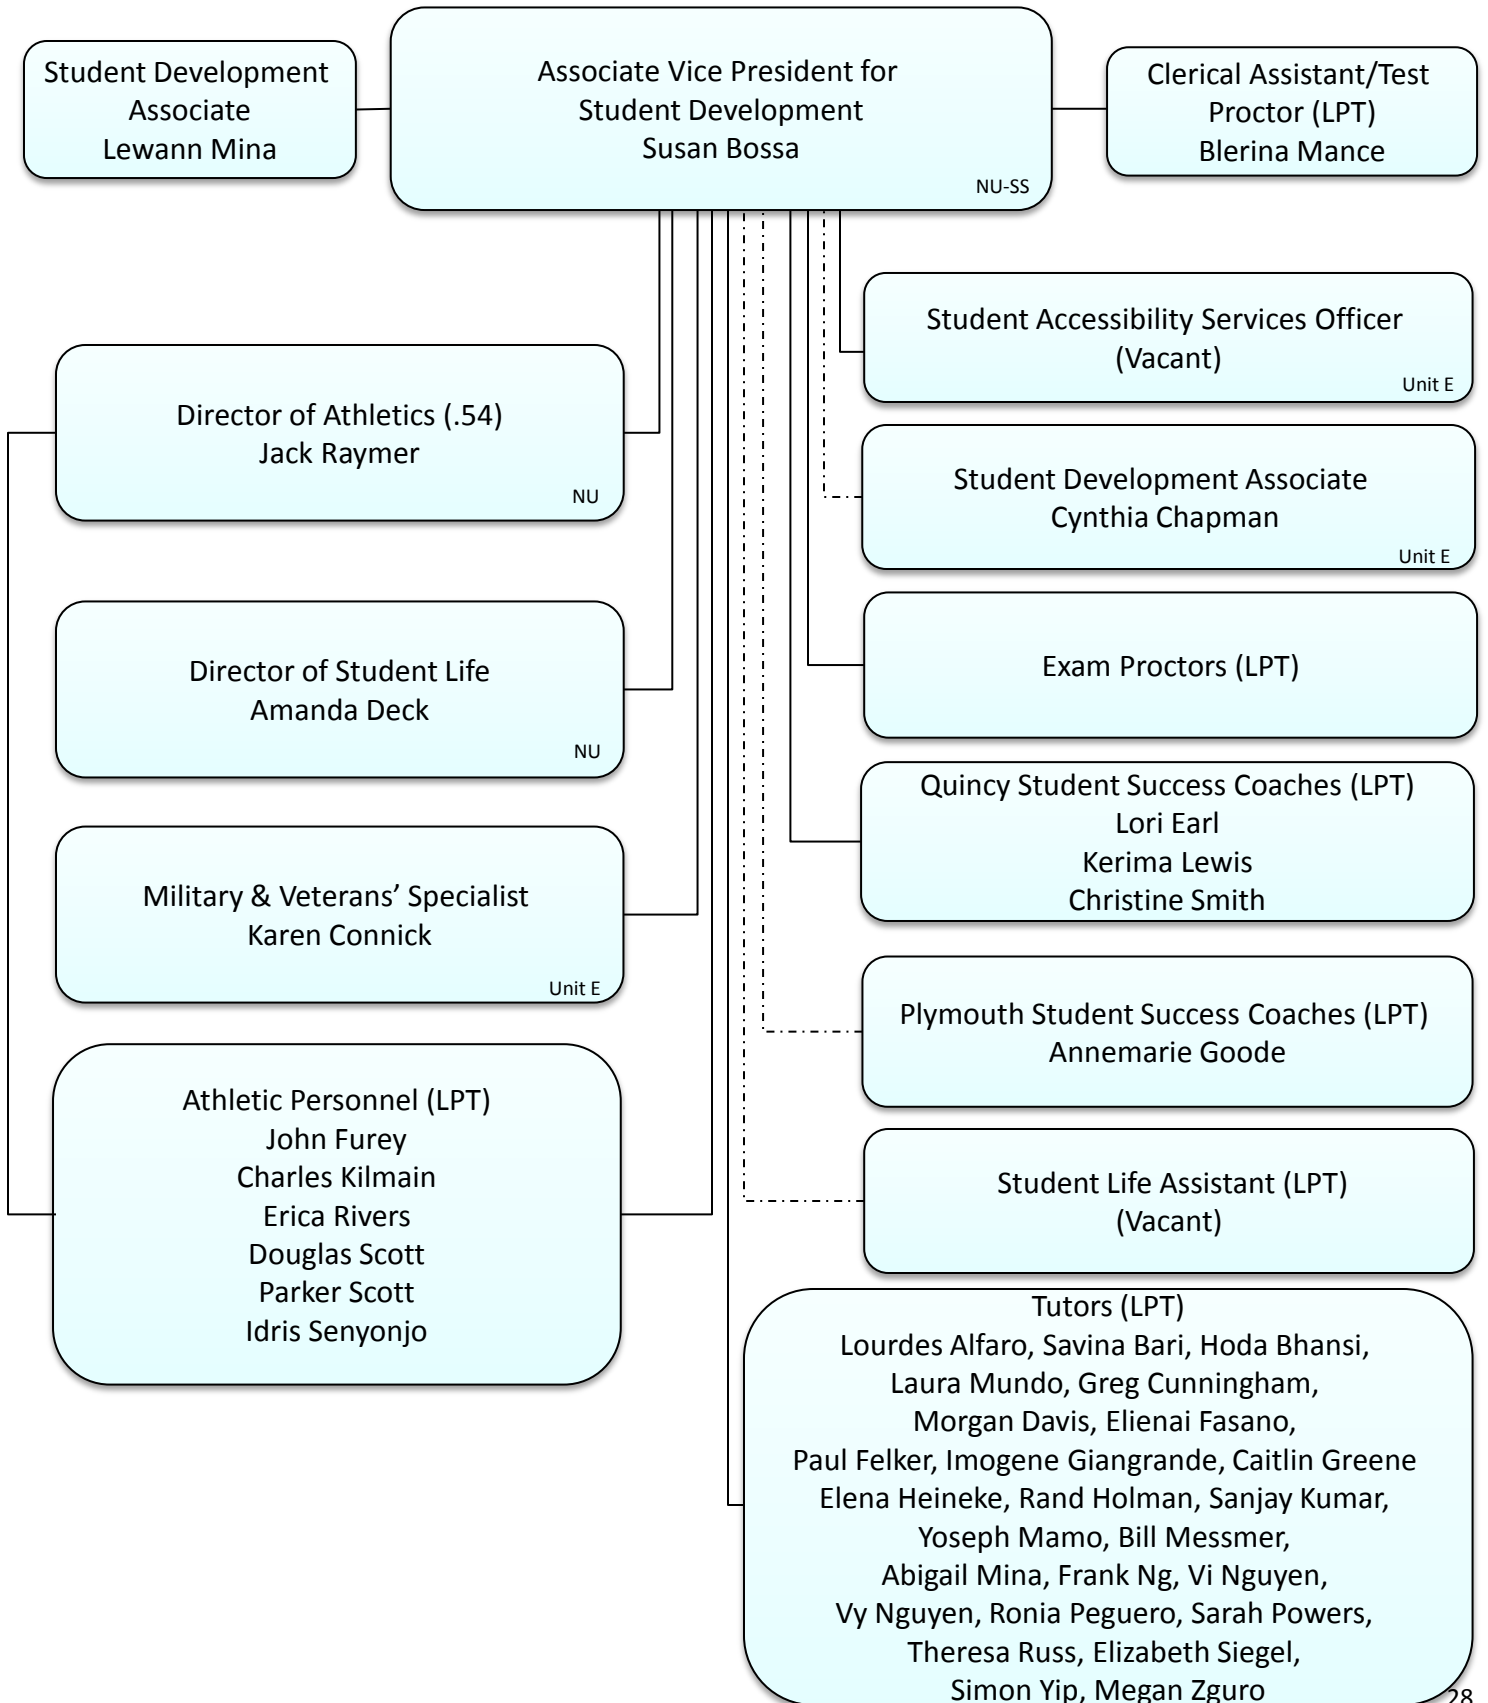 Student Development
Associate
Lewann Mina
Associate Vice President for
Student Development
Susan Bossa
NU-SS
Clerical Assistant/Test
Proctor (LPT)
Blerina Mance
Director of Athletics (.54)
Jack Raymer
NU
Director of Student Life
Amanda Deck
NU
Military & Veterans’ Specialist
Karen Connick
Unit E
Athletic Personnel (LPT)
John Furey
Charles Kilmain
Erica Rivers
Douglas Scott
Parker Scott
Idris Senyonjo
Student Accessibility Services Officer
(Vacant)
Unit E
Student Development Associate
Cynthia Chapman
Unit E
Exam Proctors (LPT)
Quincy Student Success Coaches (LPT)
Lori Earl
Kerima Lewis
Christine Smith
Plymouth Student Success Coaches (LPT)
Annemarie Goode
Student Life Assistant (LPT)
(Vacant)
Tutors (LPT)
Lourdes Alfaro, Savina Bari, Hoda Bhansi,
Laura Mundo, Greg Cunningham,
Morgan Davis, Elienai Fasano,
Paul Felker, Imogene Giangrande, Caitlin Greene
Elena Heineke, Rand Holman, Sanjay Kumar,
Yoseph Mamo, Bill Messmer,
Abigail Mina, Frank Ng, Vi Nguyen,
Vy Nguyen, Ronia Peguero, Sarah Powers,
Theresa Russ, Elizabeth Siegel,
Simon Yip, Megan Zguro
28